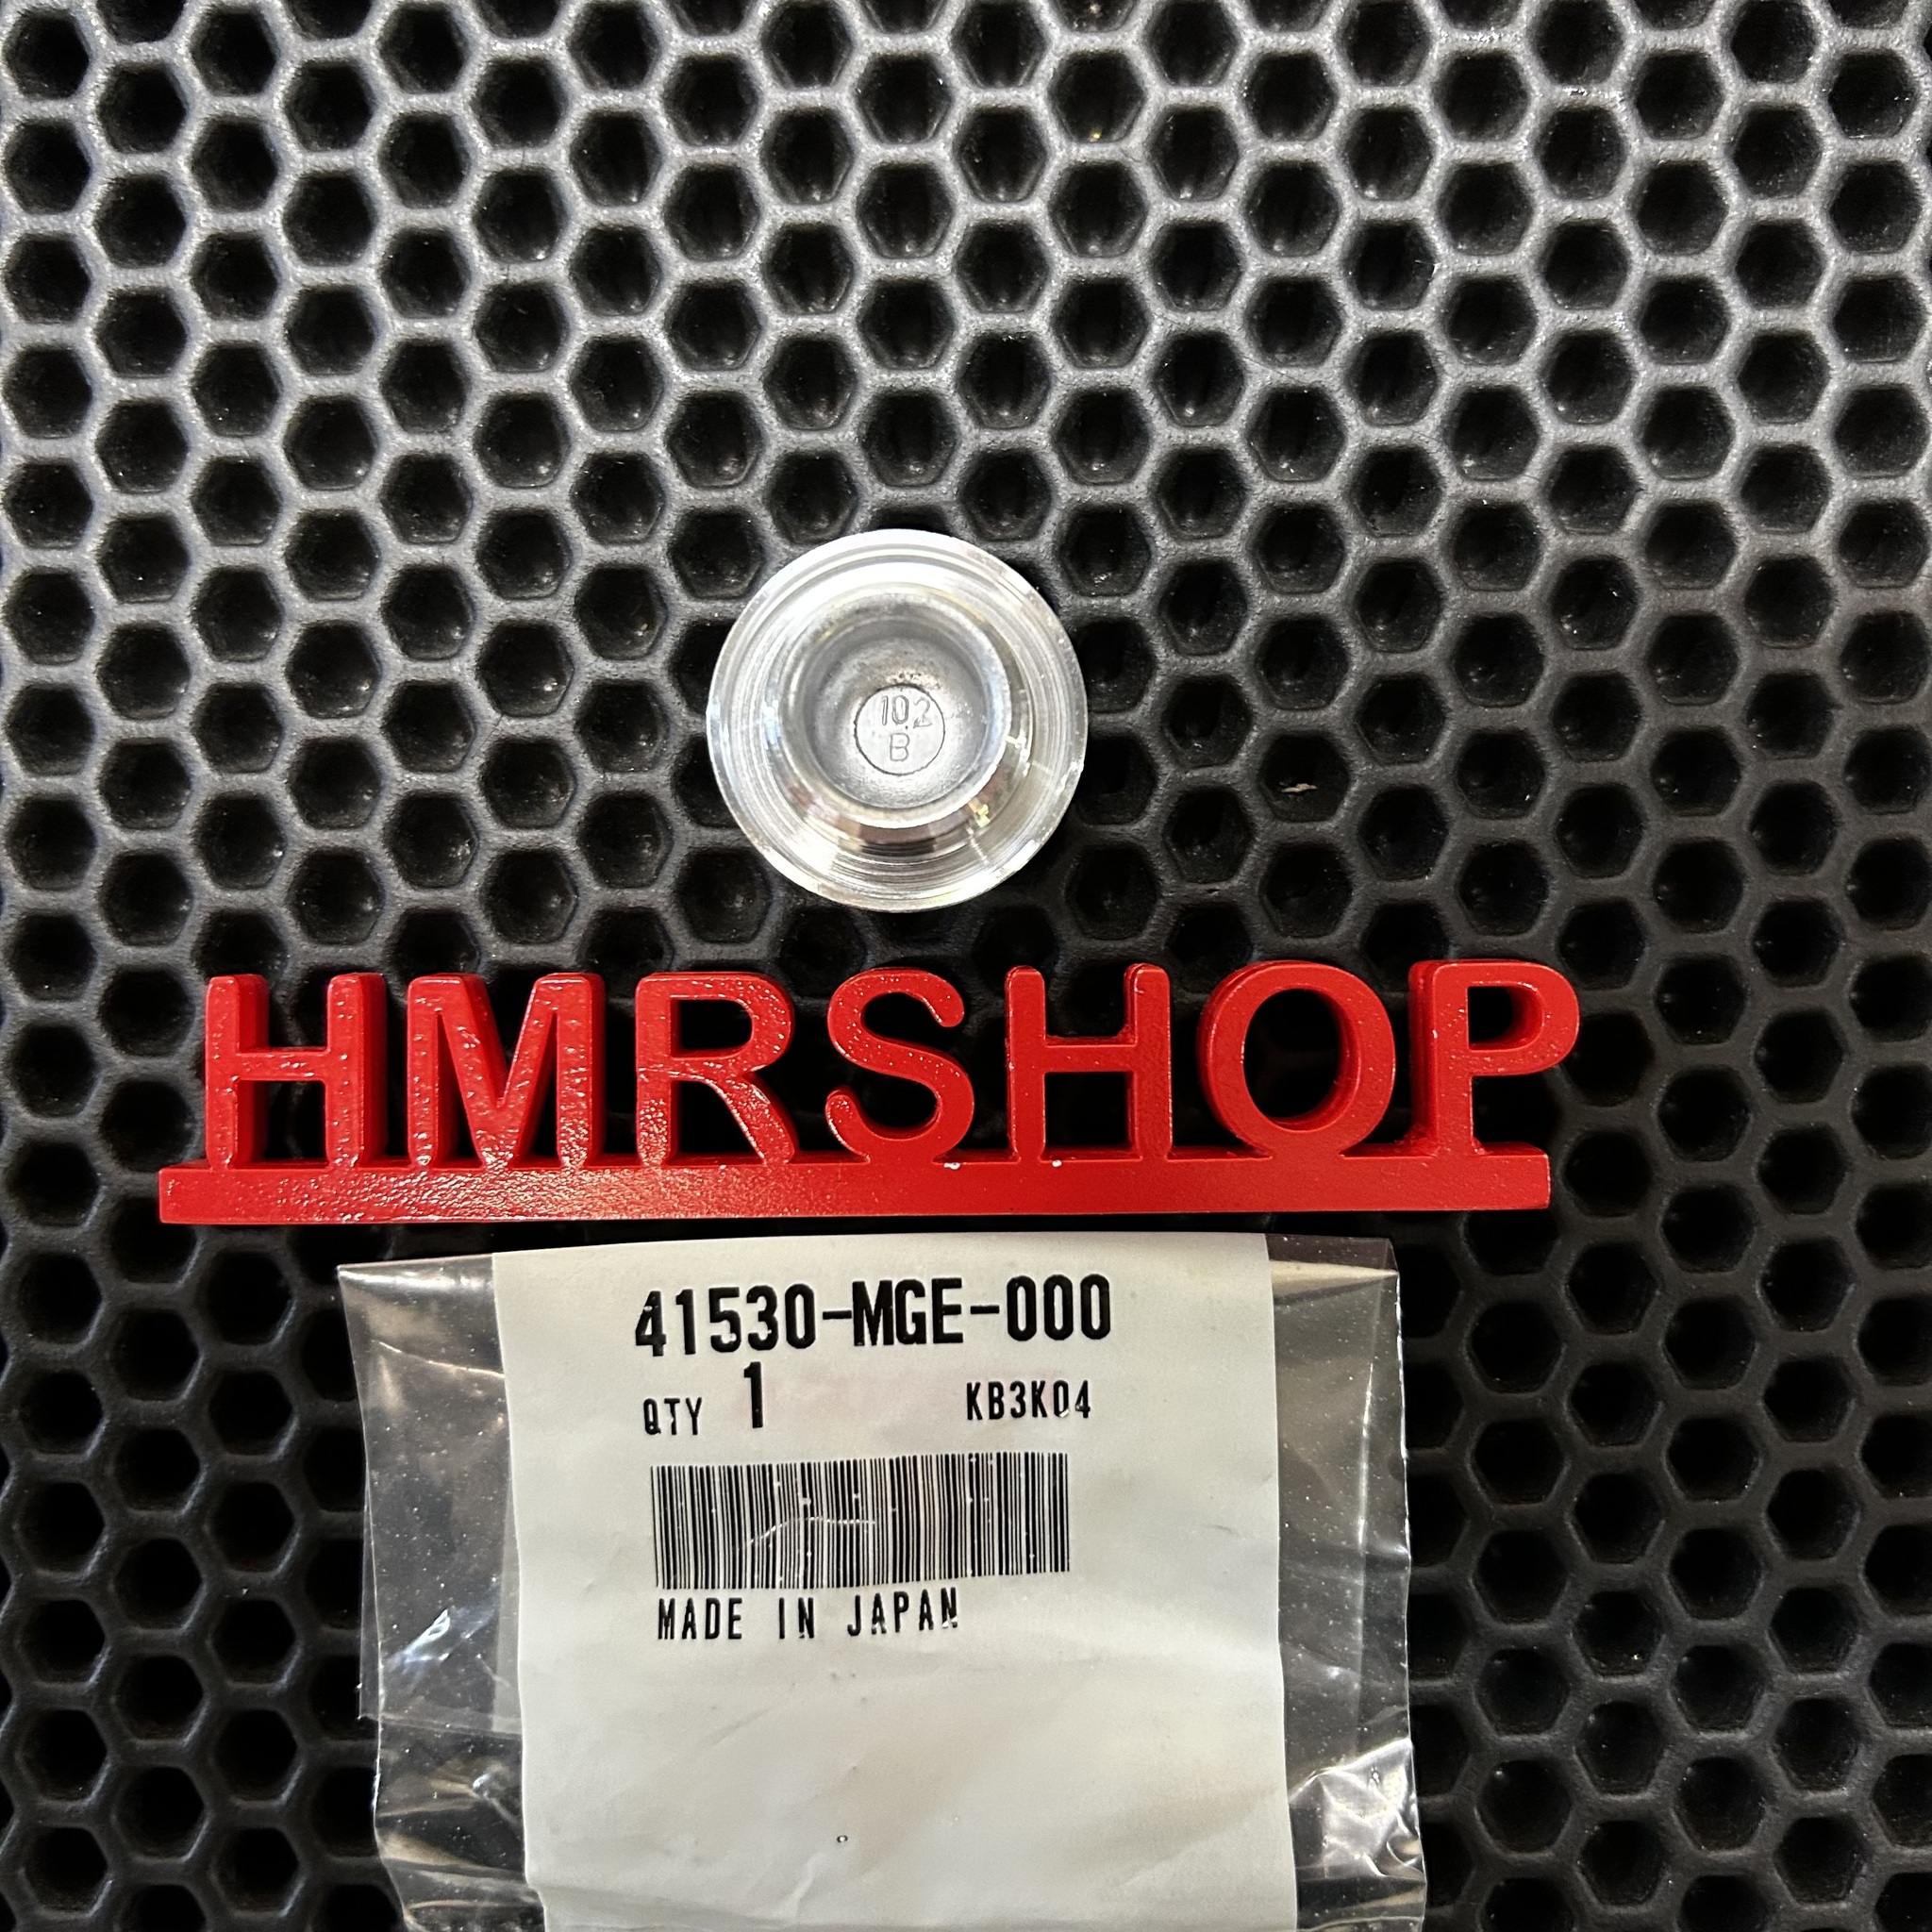 102
B
HMRSHOP
41530-MGE-000
QTY 1 KB3K04
MADE IN JAPAN